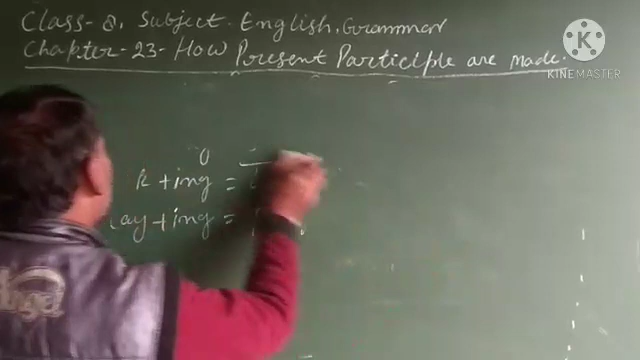 Class-8, Subject-English, Grammar
Chapter-23-How Present Participle are made.
KINEMASTER
+ing =
ay+ing =